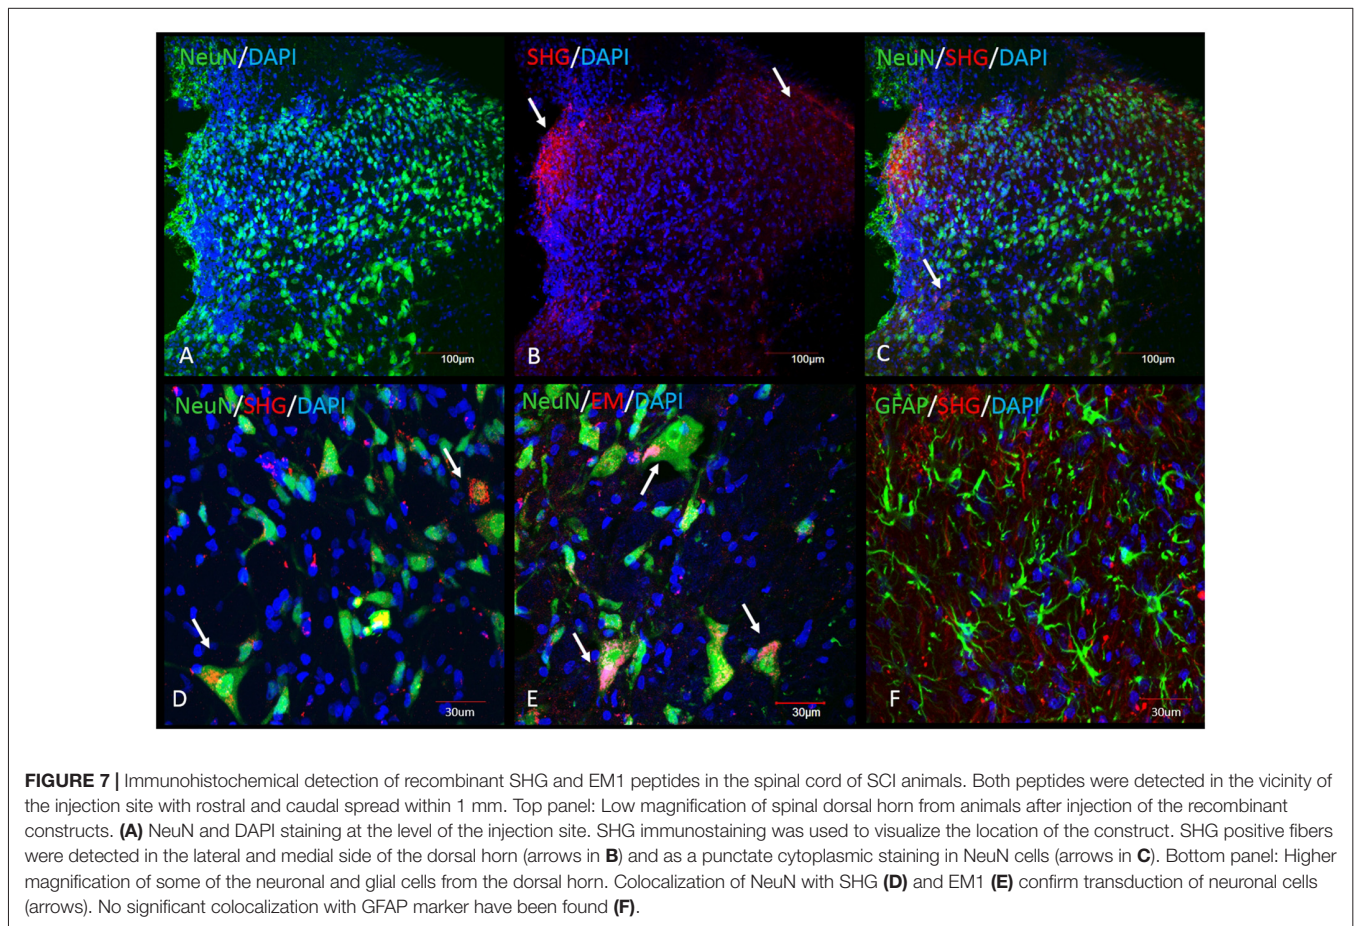 NeuN/DAPI
SHG/DAPI
NeuN/SHG/DAPI
A
100µm
B
100µm
C
100µm
NeuN/SHG/DAPI
NeuN/EM/DAPI
GFAP/SHG/DAPI
D
30um
E
30µm
F
30um
FIGURE 7 | Immunohistochemical detection of recombinant SHG and EM1 peptides in the spinal cord of SCI animals. Both peptides were detected in the vicinity of
the injection site with rostral and caudal spread within 1 mm. Top panel: Low magnification of spinal dorsal horn from animals after injection of the recombinant
constructs. (A) NeuN and DAPI staining at the level of the injection site. SHG immunostaining was used to visualize the location of the construct. SHG positive fibers
were detected in the lateral and medial side of the dorsal horn (arrows in B) and as a punctate cytoplasmic staining in NeuN cells (arrows in C). Bottom panel: Higher
magnification of some of the neuronal and glial cells from the dorsal horn. Colocalization of NeuN with SHG (D) and EM1 (E) confirm transduction of neuronal cells
(arrows). No significant colocalization with GFAP marker have been found (F).